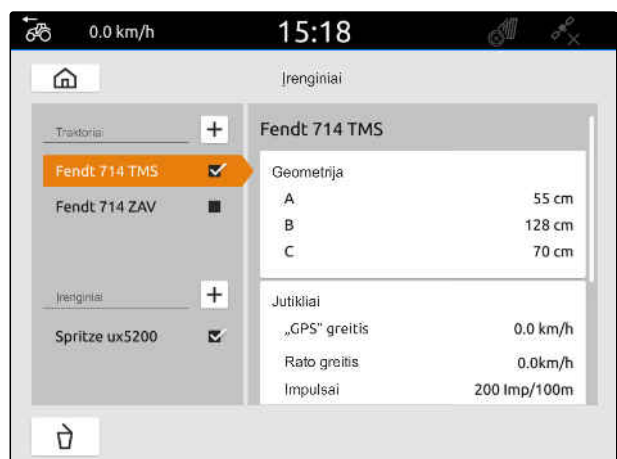 0.0 km/h 15:18
Įrenginiai
Traktoriai
Fendt 714 TMS
Fendt 714 ZAV
Įrenginiai
Spritze ux5200
Fendt 714 TMS
Geometrija
A 55 cm
B 128 cm
C 70 cm
Jutikliai
„GPS” greitis 0.0 km/h
Rato greitis 0.0km/h
Impulsai 200 Imp/100m